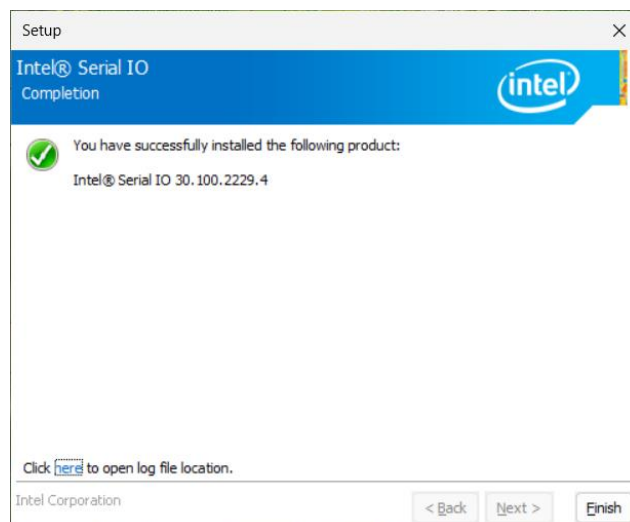 Setup
Intel® Serial IO
Completion
intel
You have successfully installed the following product:
Intel® Serial IO 30.100.2229.4
Click here to open log file location.
Intel Corporation
< Back
Next >
Finish